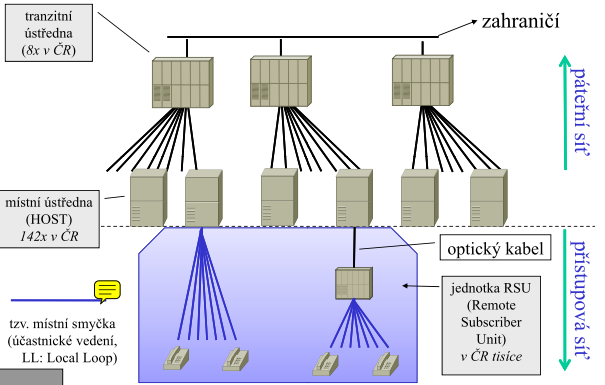 tranzitní
ústředna
(8x v ČR)
zahraničí
páteřní síť
místní ústředna
(HOST)
142x v ČR
optický kabel
jednotka RSU
(Remote
Subscriber
Unit)
v ČR tisíce
přístupová síť
tzv. místní smyčka
(účastnické vedení,
LL: Local Loop)